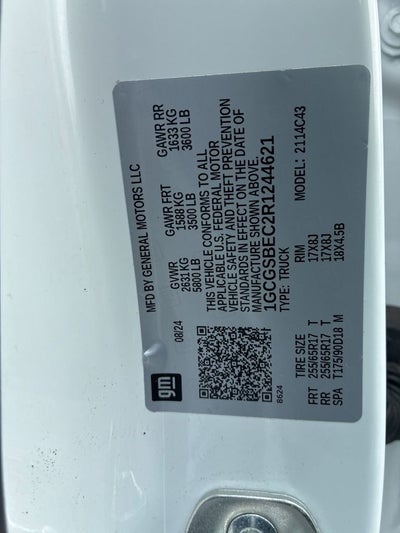 MFD BY GENERAL MOTORS LLC
08/24
GVWR
2631 KG
5800 LB
GAWR FRT
1588 KG
3500 LB
GAWR RR
1633 KG
3600 LB
THIS VEHICLE CONFORMS TO ALL
APPLICABLE U.S. FEDERAL MOTOR
VEHICLE SAFETY AND THEFT PREVENTION
STANDARDS IN EFFECT ON THE DATE OF
MANUFACTURE SHOWN ABOVE.
1GCGSBEC2R1244621
TYPE: TRUCK
MODEL: 2114C43
gm
8624
TIRE SIZE RIM
FRT 255/65R17 T 17X8J
RR 255/65R17 T 17X8J
SPA T175/90D18 M 18X4.5B